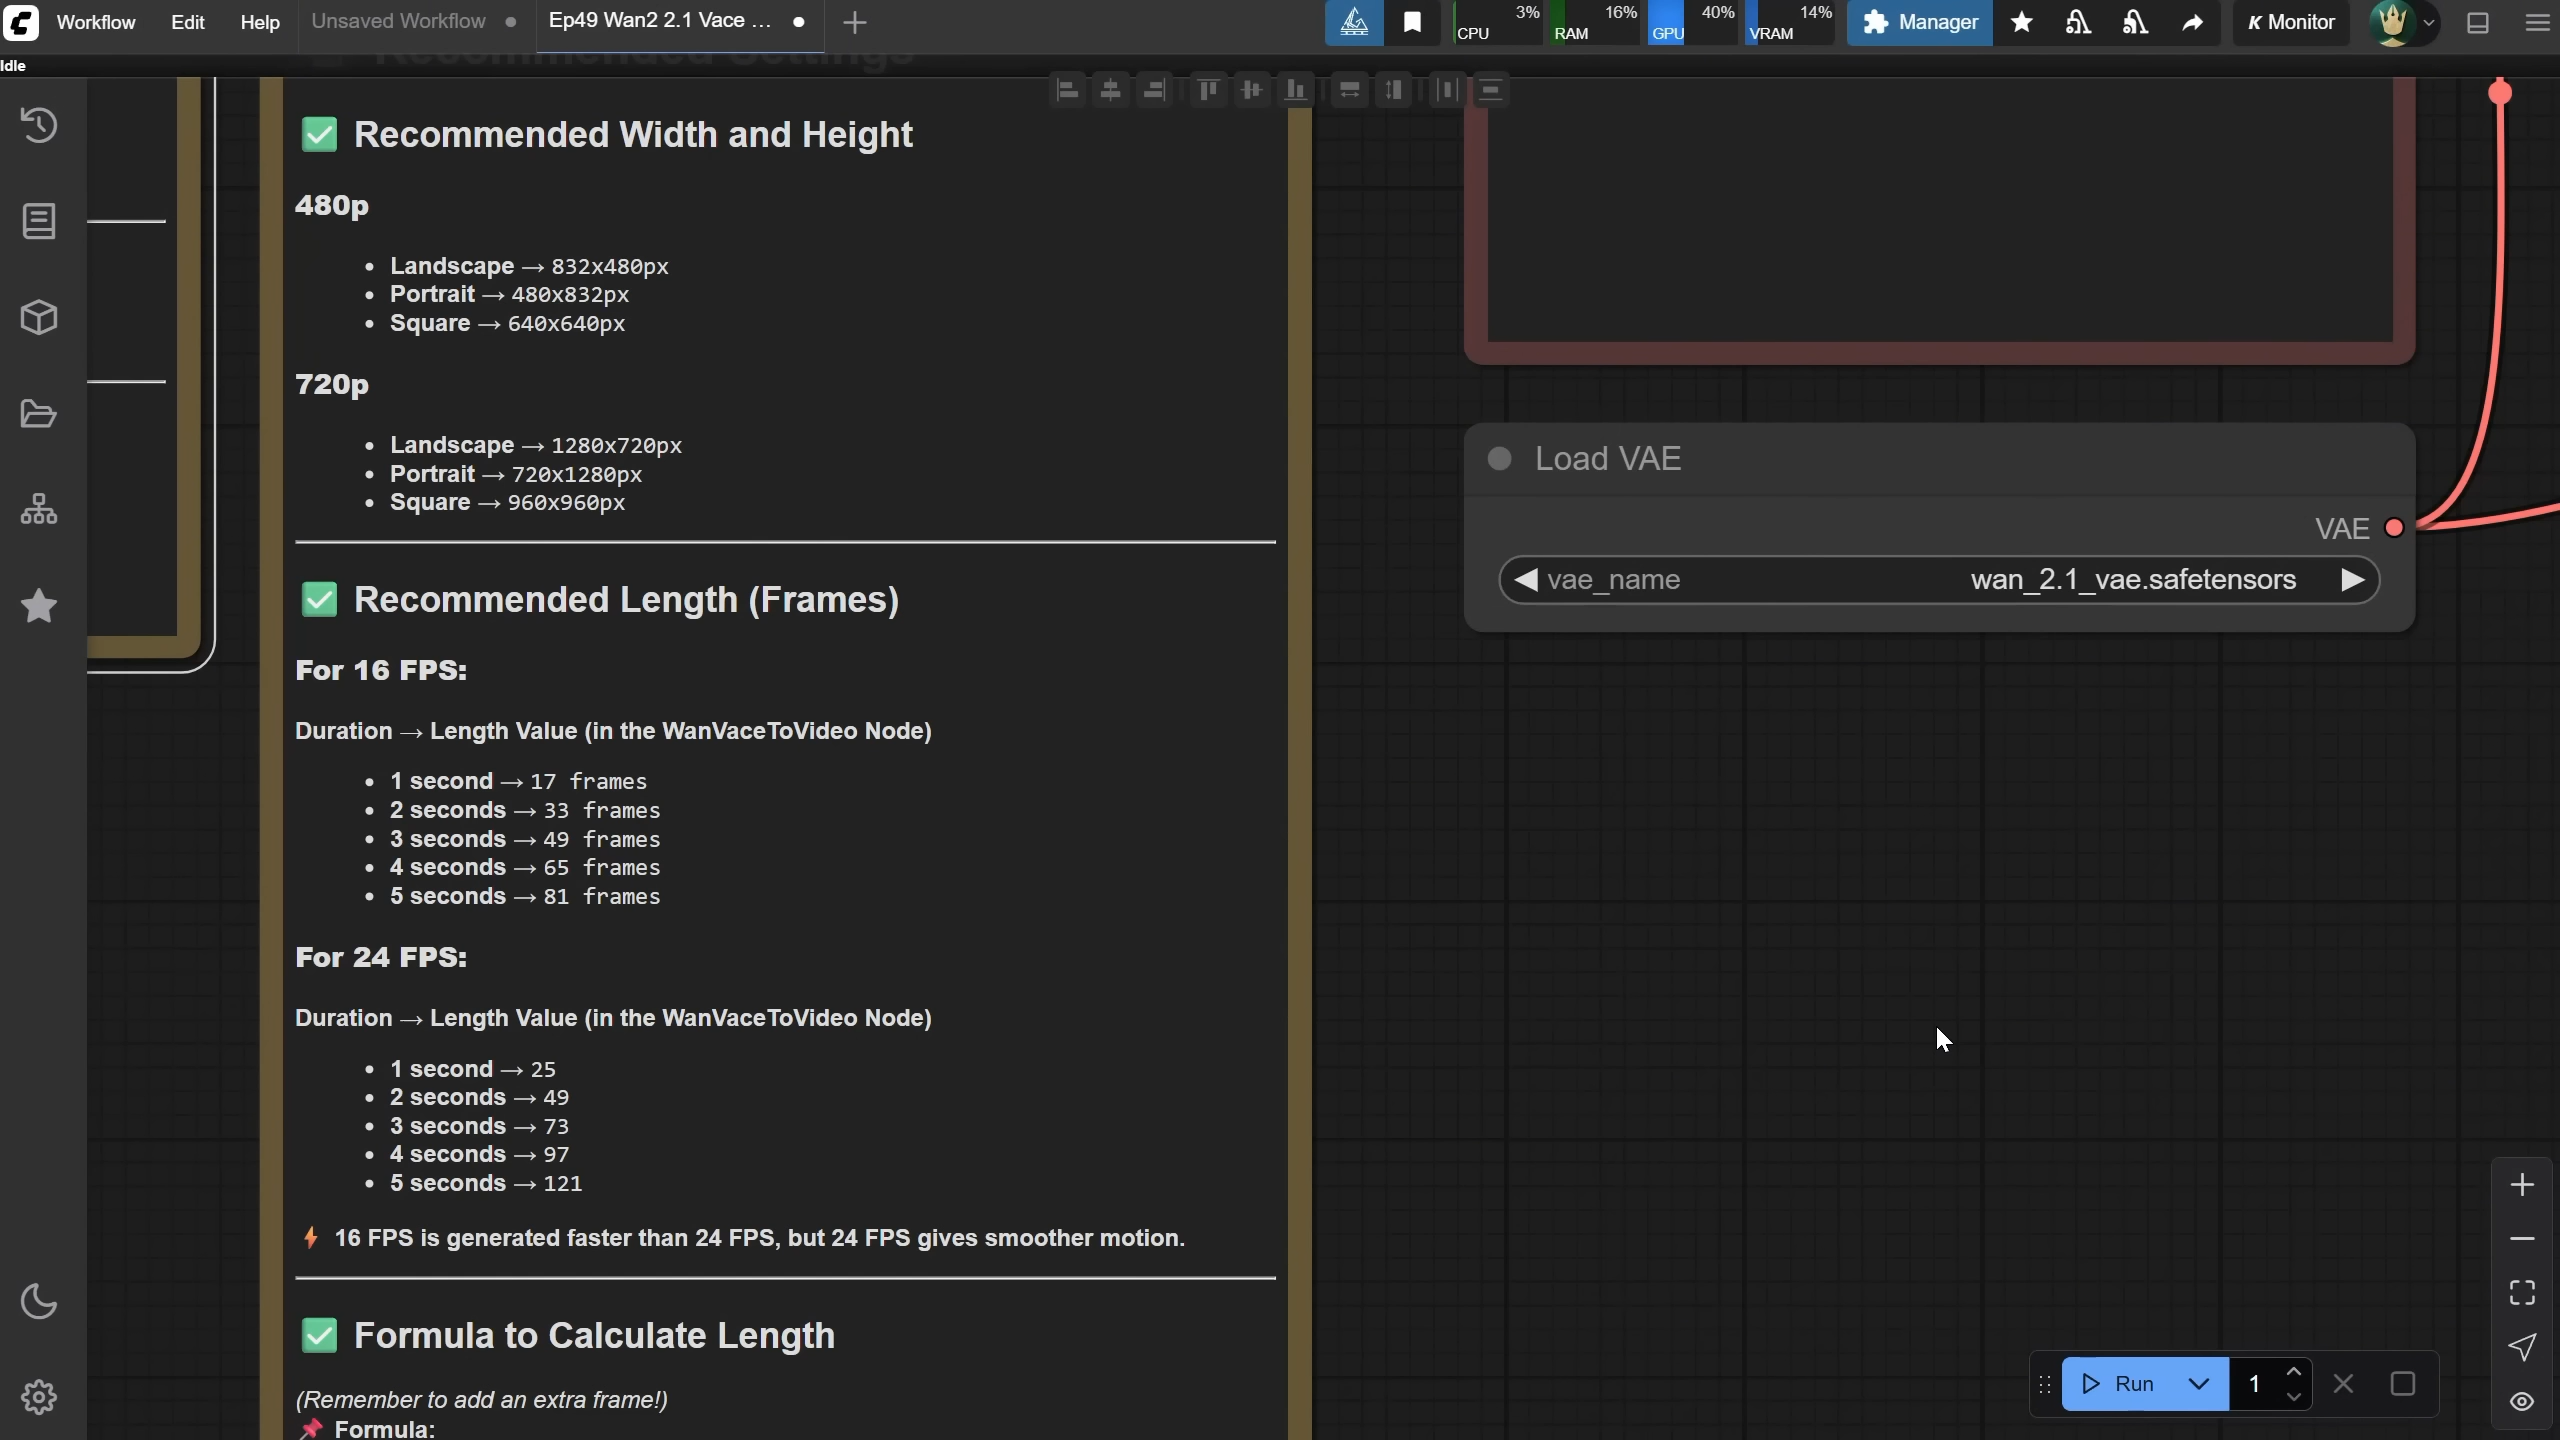 Workflow Edit Help Unsaved Workflow Ep49 Wan2 2.1 Vace ... CPU 3% RAM 16% GPU 40% VRAM 14% Manager Monitor
Idle
Recommended Settings
Recommended Width and Height
480p
• Landscape → 832x480px
• Portrait → 480x832px
• Square → 640x640px
720p
• Landscape → 1280x720px
• Portrait → 720x1280px
• Square → 960x960px
Load VAE
VAE
vae_name wan_2.1_vae.safetensors
Recommended Length (Frames)
For 16 FPS:
Duration → Length Value (in the WanVaceToVideo Node)
• 1 second → 17 frames
• 2 seconds → 33 frames
• 3 seconds → 49 frames
• 4 seconds → 65 frames
• 5 seconds → 81 frames
For 24 FPS:
Duration → Length Value (in the WanVaceToVideo Node)
• 1 second → 25
• 2 seconds → 49
• 3 seconds → 73
• 4 seconds → 97
• 5 seconds → 121
16 FPS is generated faster than 24 FPS, but 24 FPS gives smoother motion.
Formula to Calculate Length
(Remember to add an extra frame!)
Formula:
Run 1